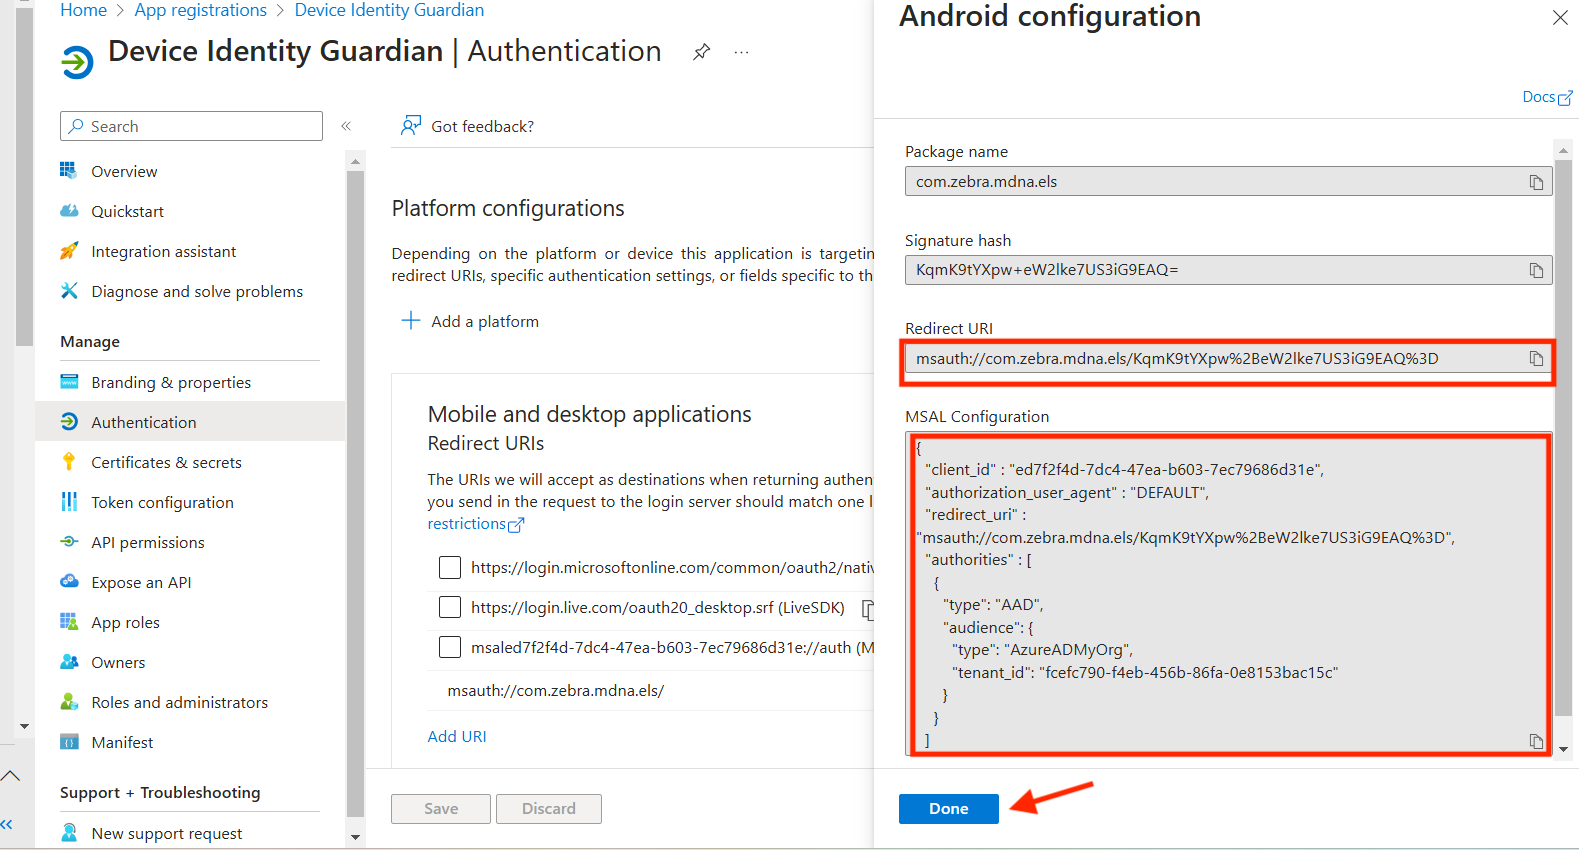 Home > App registrations > Device Identity Guardian
Device Identity Guardian | Authentication
Search
Overview
Quickstart
Integration assistant
Diagnose and solve problems
Manage
Branding & properties
Authentication
Certificates & secrets
Token configuration
API permissions
Expose an API
App roles
Owners
Roles and administrators
Manifest
Support + Troubleshooting
New support request
Got feedback?
Platform configurations
Depending on the platform or device this application is targetin
redirect URIs, specific authentication settings, or fields specific to th
Add a platform
Mobile and desktop applications
Redirect URIs
The URIs we will accept as destinations when returning authen
you send in the request to the login server should match one l
restrictions
https://login.microsoftonline.com/common/oauth2/nativ
https://login.live.com/oauth20_desktop.srf (LiveSDK)
msaled7f2f4d-7dc4-47ea-b603-7ec79686d31e://auth (M
msauth://com.zebra.mdna.els/
Add URI
Save
Discard
Android configuration
Docs
Package name
com.zebra.mdna.els
Signature hash
KqmK9tYXpw+eW2lke7US3iG9EAQ=
Redirect URI
msauth://com.zebra.mdna.els/KqmK9tYXpw%2BeW2lke7US3iG9EAQ%3D
MSAL Configuration
{
"client_id" : "ed7f2f4d-7dc4-47ea-b603-7ec79686d31e",
"authorization_user_agent" : "DEFAULT",
"redirect_uri" :
"msauth://com.zebra.mdna.els/KqmK9tYXpw%2BeW2lke7US3iG9EAQ%3D",
"authorities" : [
{
"type": "AAD",
"audience": {
"type": "AzureADMyOrg",
"tenant_id": "fcefc790-f4eb-456b-86fa-0e8153bac15c"
}
}
]
Done